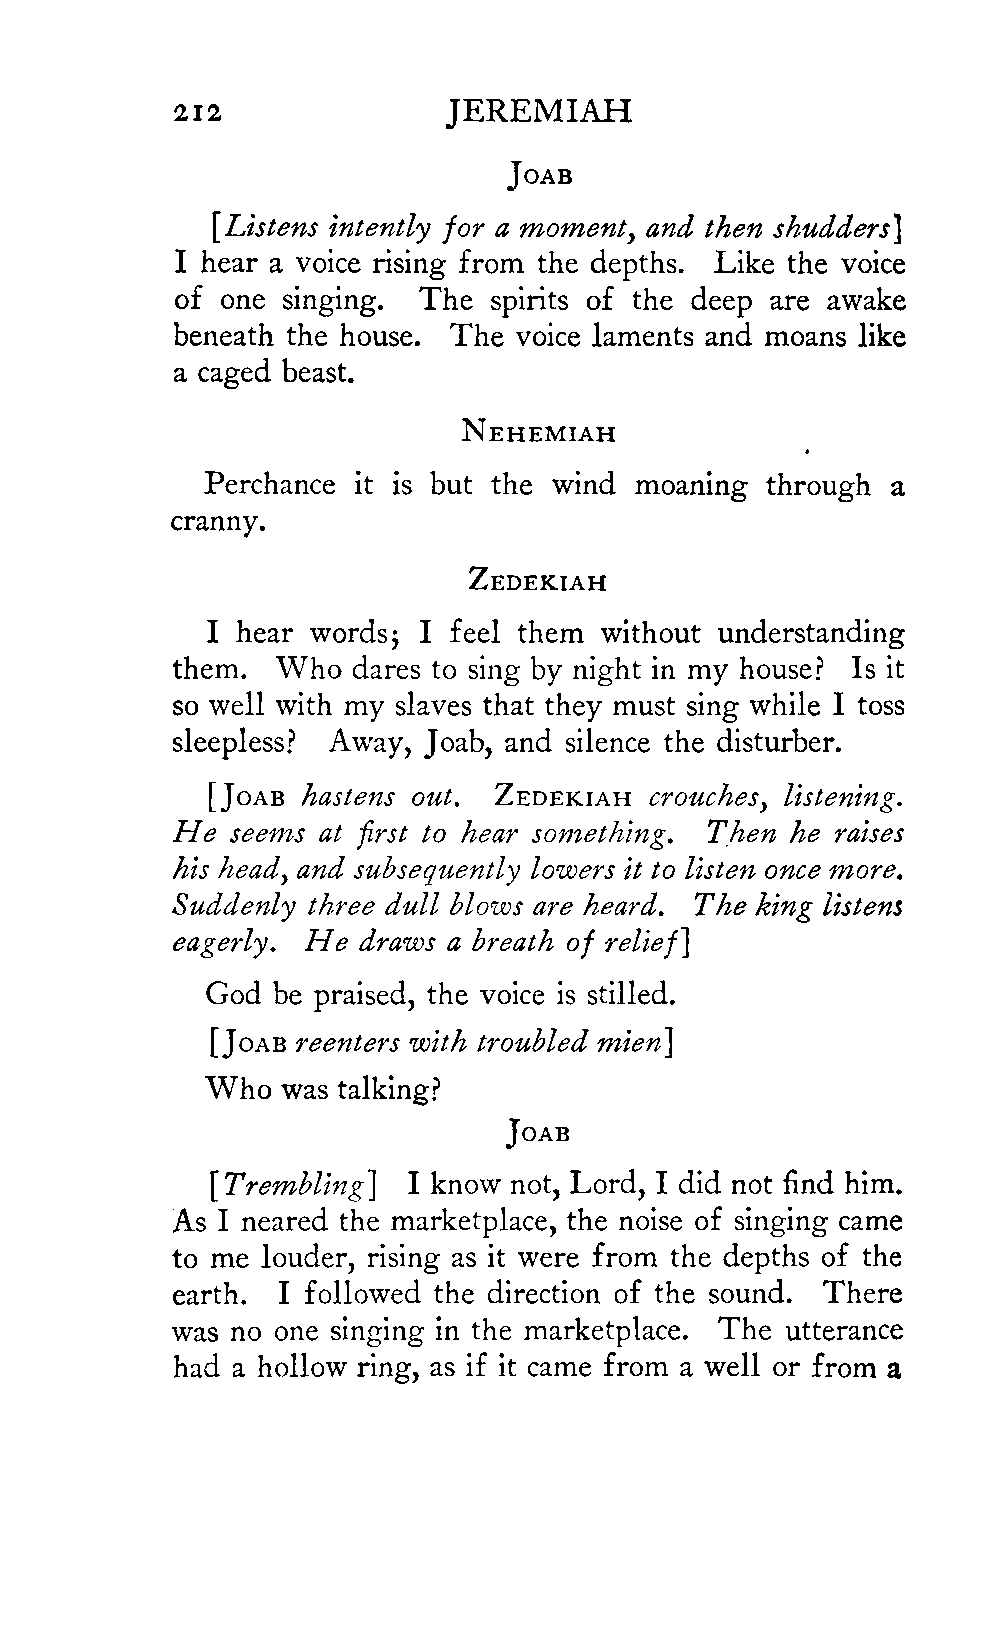 212 JEREMIAH
JOAB
[Listens intently for a moment, and then shudders]
I hear a voice rising from the depths. Like the voice
of one singing. The spirits of the deep are awake
beneath the house. The voice laments and moans like
a caged beast.
NEHEMIAH
Perchance it is but the wind moaning through a
cranny.
ZEDEKIAH
I hear words; I feel them without understanding
them. Who dares to sing by night in my house? Is it
so well with my slaves that they must sing while I toss
sleepless? Away, Joab, and silence the disturber.
[JOAB hastens out. ZEDEKIAH crouches, listening.
He seems at first to hear something. Then he raises
his head, and subsequently lowers it to listen once more.
Suddenly three dull blows are heard. The king listens
eagerly. He draws a breath of relief]
God be praised, the voice is stilled.
[JOAB reenters with troubled mien]
Who was talking?
JOAB
[Trembling] I know not, Lord, I did not find him.
As I neared the marketplace, the noise of singing came
to me louder, rising as it were from the depths of the
earth. I followed the direction of the sound. There
was no one singing in the marketplace. The utterance
had a hollow ring, as if it came from a well or from a